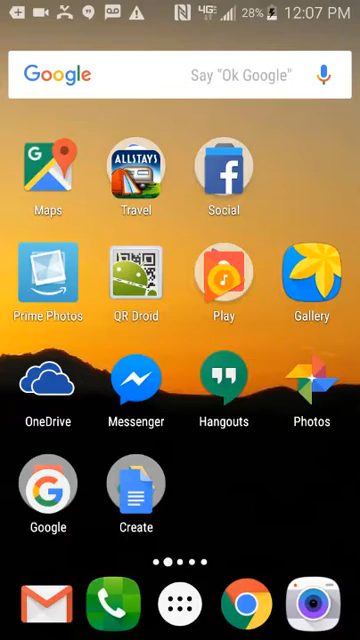 4G LTE 28% 12:07 PM
Google Say "Ok Google"
G ALLSTAYS f
Maps Travel Social
Prime Photos QR Droid Play Gallery
OneDrive Messenger Hangouts Photos
G
Google Create